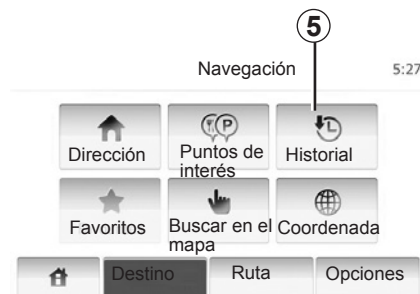 5
Navegación 5:27
Dirección
Puntos de
interés
Historial
Favoritos
Buscar en el
mapa
Coordenada
Destino Ruta Opciones